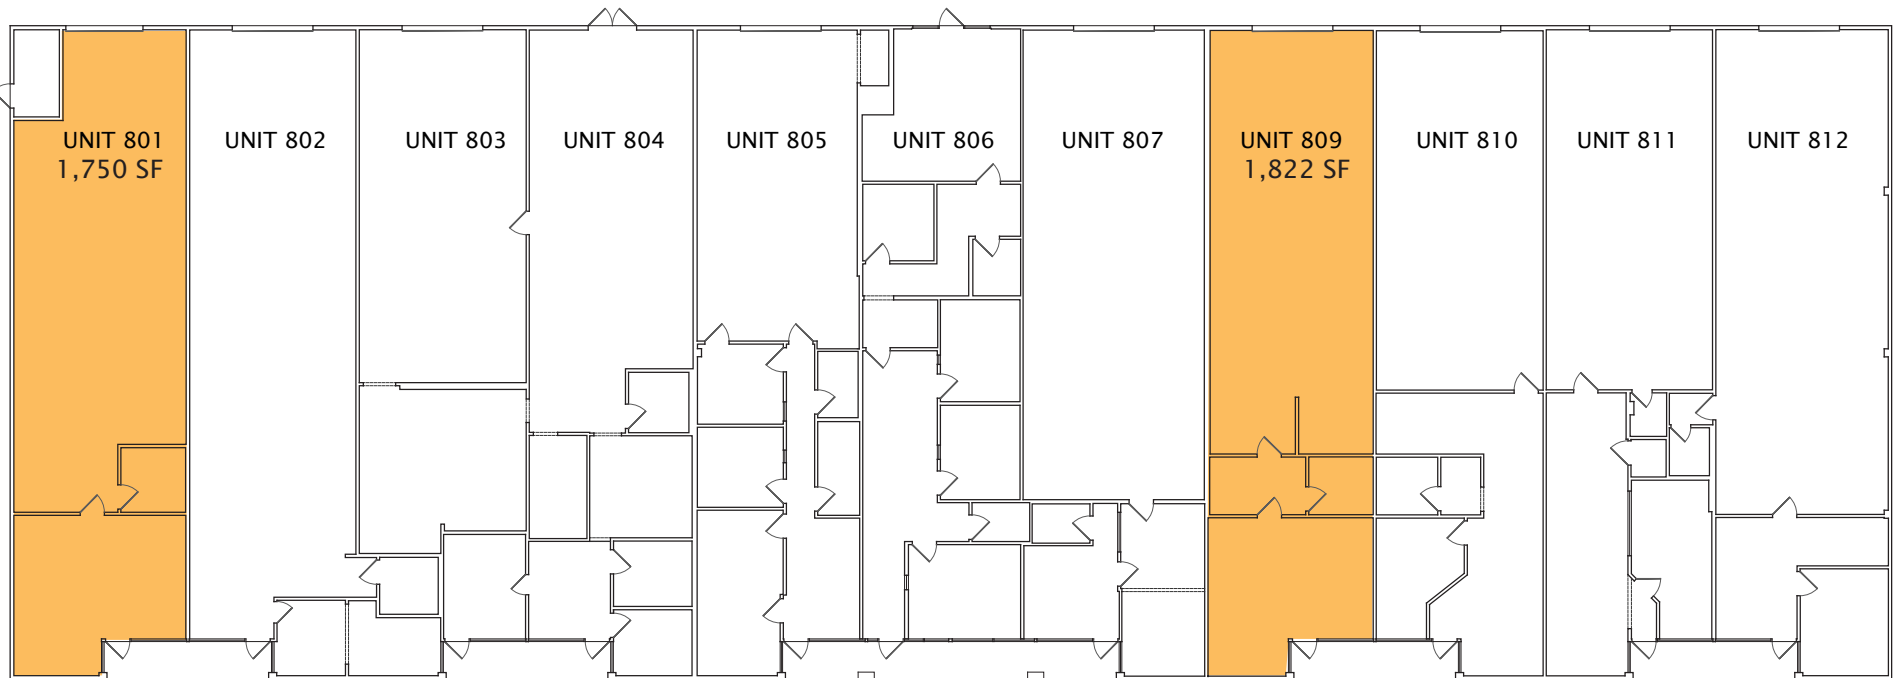 UNIT 801
1,750 SF
UNIT 802
UNIT 803
UNIT 804
UNIT 805
UNIT 806
UNIT 807
UNIT 809
1,822 SF
UNIT 810
UNIT 811
UNIT 812